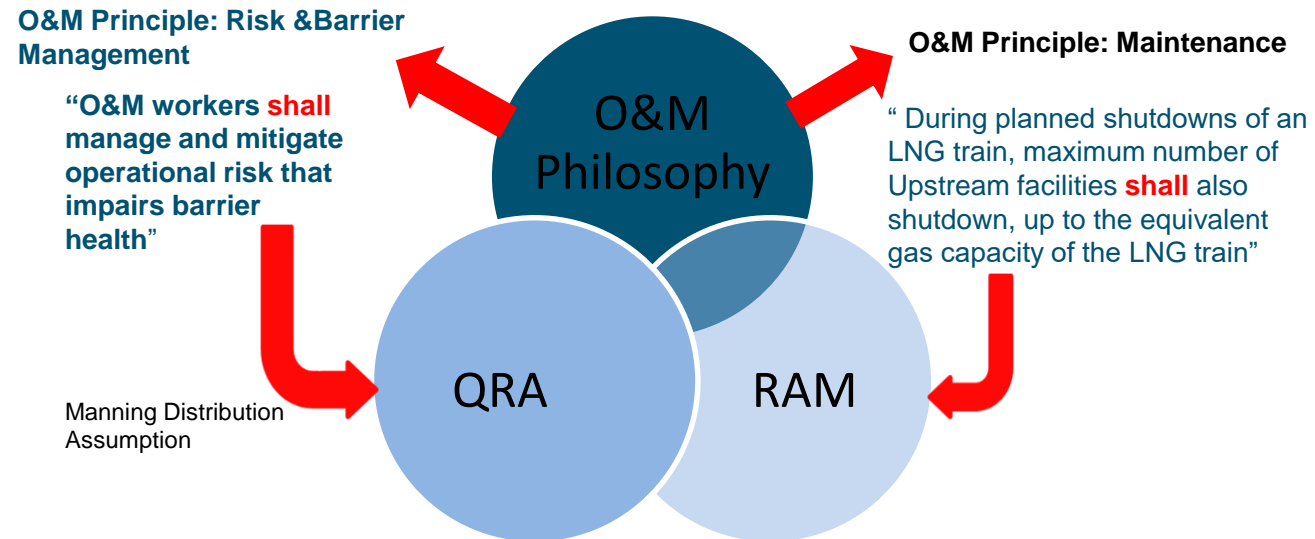 O&M Principle: Risk &Barrier
Management
“O&M workers shall
manage and mitigate
operational risk that
impairs barrier
health”
Manning Distribution
Assumption
O&M
Philosophy
QRA
RAM
O&M Principle: Maintenance
“ During planned shutdowns of an
LNG train, maximum number of
Upstream facilities shall also
shutdown, up to the equivalent
gas capacity of the LNG train”